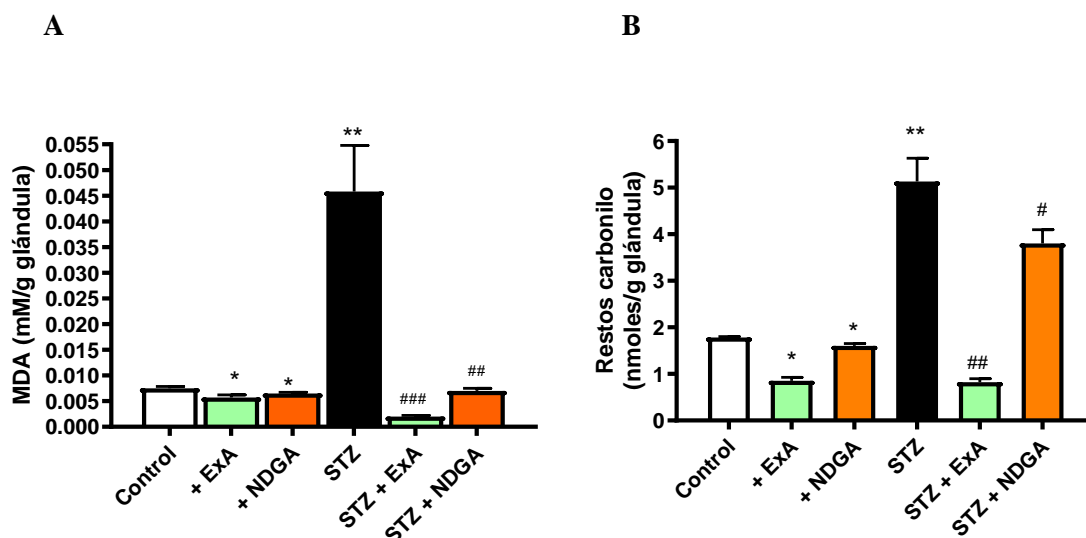 A
B
MDA (mM/g glándula)
0.055
0.050
0.045
0.040
0.035
0.030
0.025
0.020
0.015
0.010
0.005
0.000
*
*
**
###
##
Control
+ ExA
+ NDGA
STZ
STZ + ExA
STZ + NDGA
Restos carbonilo
(nmoles/g glándula)
6
5
4
3
2
1
0
*
*
**
##
#
Control
+ ExA
+ NDGA
STZ
STZ + ExA
STZ + NDGA